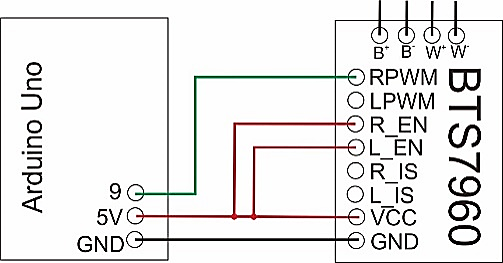 Arduino Uno
9
5V
GND
B+ B- W+ W-
RPWM
LPWM
R_EN
L_EN
R_IS
L_IS
VCC
GND
BTS7960